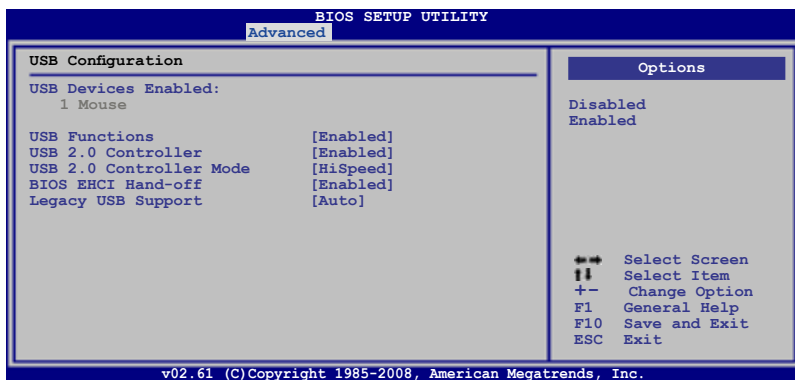 BIOS SETUP UTILITY
Advanced
USB Configuration
USB Devices Enabled:
1 Mouse
USB Functions [Enabled]
USB 2.0 Controller [Enabled]
USB 2.0 Controller Mode [HiSpeed]
BIOS EHCI Hand-off [Enabled]
Legacy USB Support [Auto]
Options
Disabled
Enabled
←→ Select Screen
↑↓ Select Item
+- Change Option
F1 General Help
F10 Save and Exit
ESC Exit
v02.61 (C)Copyright 1985-2008, American Megatrends, Inc.